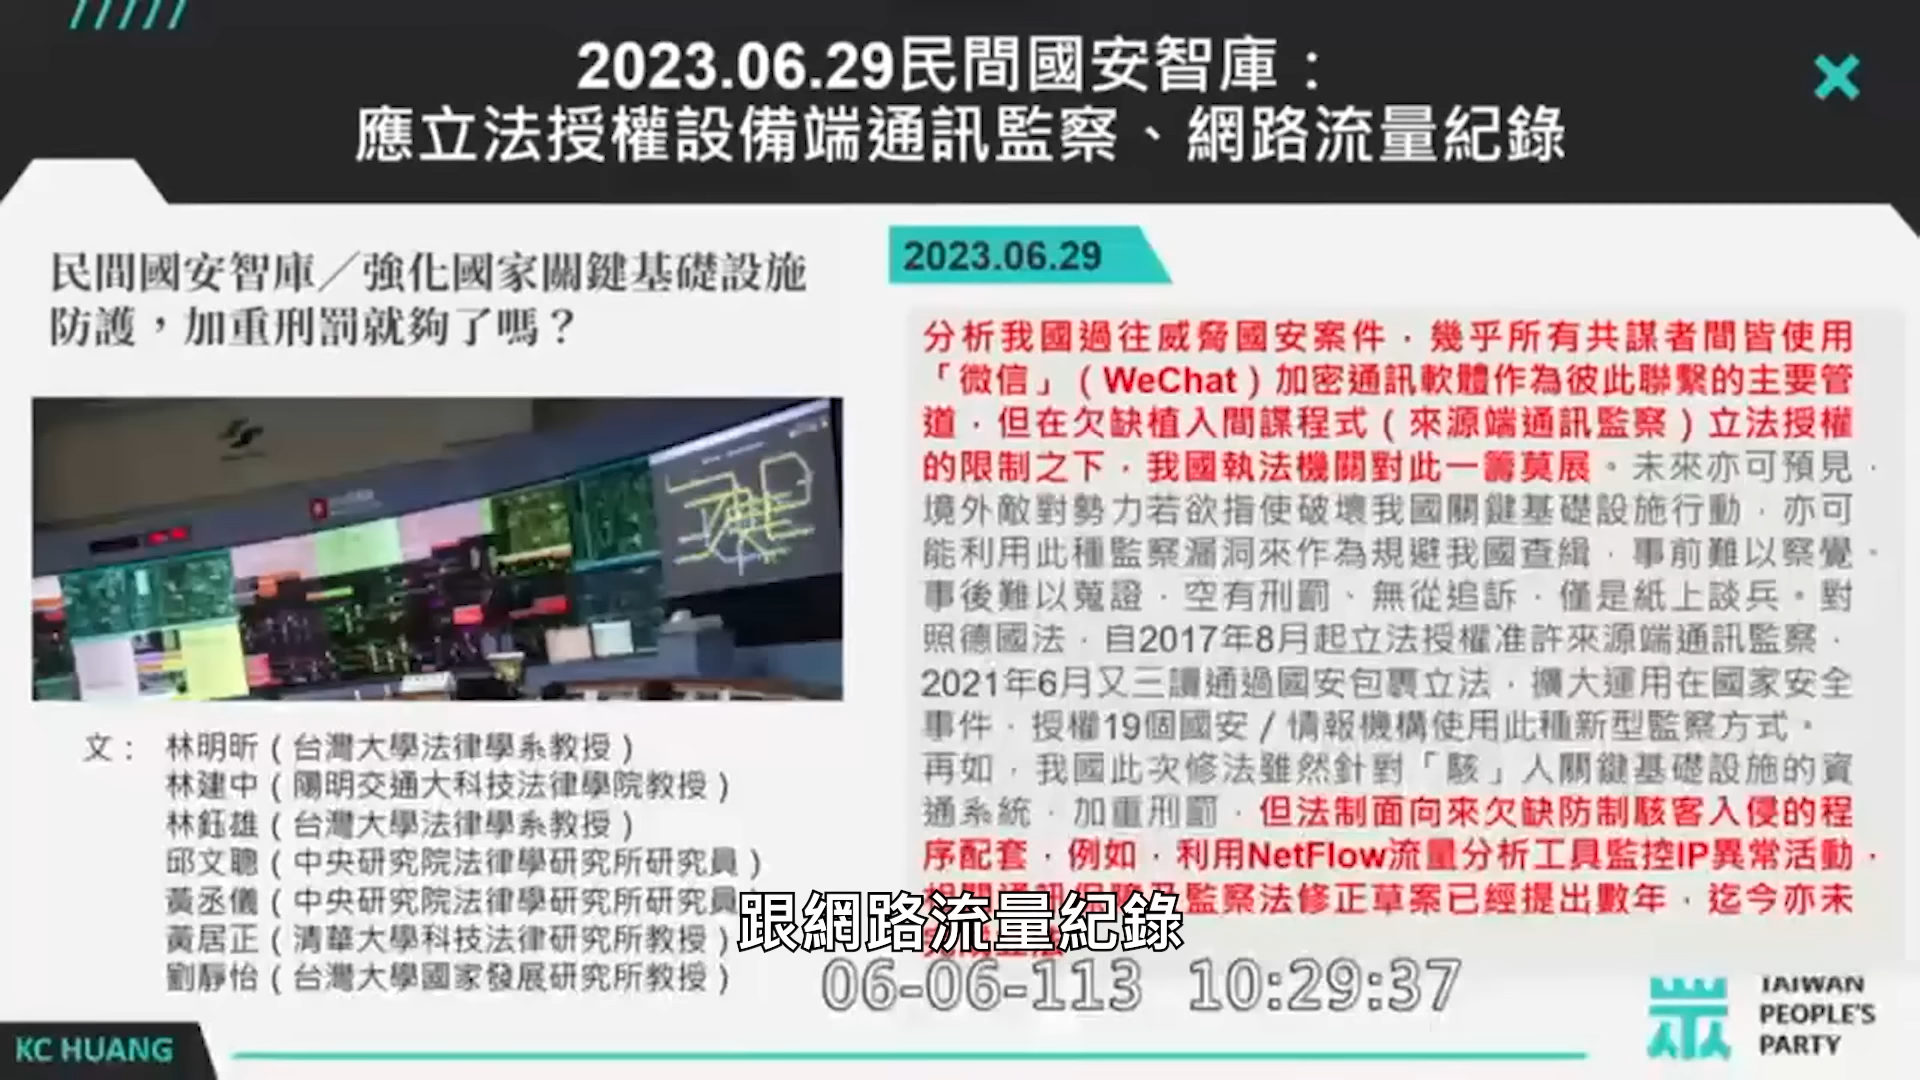 2023.06.29民間國安智庫：
應立法授權設備端通訊監察、網路流量紀錄
民間國安智庫／強化國家關鍵基礎設施
防護，加重刑罰就夠了嗎？
文： 林明昕（台灣大學法律學系教授）
林建中（陽明交通大科技法律學院教授）
林鈺雄（台灣大學法律學系教授）
邱文聰（中央研究院法律學研究所研究員）
黃丞儀（中央研究院法律學研究所研究員
黃居正（清華大學科技法律研究所教授）
劉靜怡（台灣大學國家發展研究所教授）
2023.06.29
分析我國過往威脅國安案件，幾乎所有共謀者間皆使用
「微信」（WeChat）加密通訊軟體作為彼此聯繫的主要管
道，但在欠缺植入間諜程式（來源端通訊監察）立法授權
的限制之下，我國執法機關對此一籌莫展。未來亦可預見，
境外敵對勢力若欲指使破壞我國關鍵基礎設施行動，亦可
能利用此種監察漏洞來作為規避我國查緝，事前難以察覺、
事後難以蒐證，空有刑罰、無從追訴，僅是紙上談兵。對
照德國法，自2017年8月起立法授權准許來源端通訊監察，
2021年6月又三讀通過國安包裹立法，擴大運用在國家安全
事件，授權19個國安／情報機構使用此種新型監察方式。
再如，我國此次修法雖然針對「駭」人關鍵基礎設施的資
通系統，加重刑罰，但法制面向來欠缺防制駭客入侵的程
序配套，例如，利用NetFlow流量分析工具監控IP異常活動，
監察法修正草案已經提出數年，迄今亦未
跟網路流量紀錄
06-06-113 10:29:37
KC HUANG
TAIWAN
PEOPLE'S
PARTY